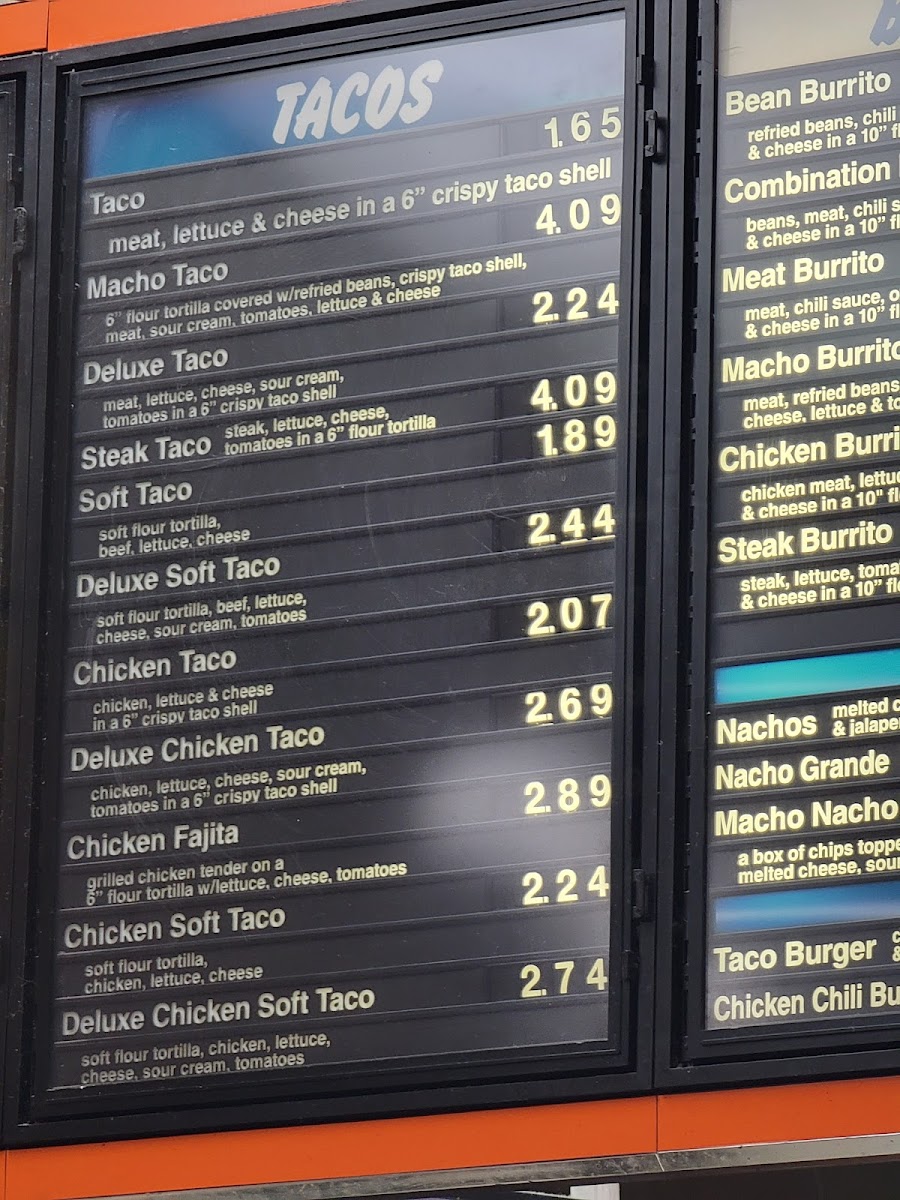 TACOS
Taco 1.65
meat, lettuce & cheese in a 6” crispy taco shell
Macho Taco 4.09
6” flour tortilla covered w/refried beans, crispy taco shell,
meat, sour cream, tomatoes, lettuce & cheese
Deluxe Taco 2.24
meat, lettuce, cheese, sour cream,
tomatoes in a 6” crispy taco shell
Steak Taco 4.09
steak, lettuce, cheese,
tomatoes in a 6” flour tortilla
Soft Taco 1.89
soft flour tortilla,
beef, lettuce, cheese
Deluxe Soft Taco 2.44
soft flour tortilla, beef, lettuce,
cheese, sour cream, tomatoes
Chicken Taco 2.07
chicken, lettuce & cheese
in a 6” crispy taco shell
Deluxe Chicken Taco 2.69
chicken, lettuce, cheese, sour cream,
tomatoes in a 6” crispy taco shell
Chicken Fajita 2.89
grilled chicken tender on a
6” flour tortilla w/lettuce, cheese, tomatoes
Chicken Soft Taco 2.24
soft flour tortilla,
chicken, lettuce, cheese
Deluxe Chicken Soft Taco 2.74
soft flour tortilla, chicken, lettuce,
cheese, sour cream, tomatoes
B
Bean Burrito
refried beans, chili
& cheese in a 10”
Combination
beans, meat, chili
& cheese in a 10”
Meat Burrito
meat, chili sauce,
& cheese in a 10”
Macho Burrito
meat, refried beans
cheese, lettuce &
Chicken Burri
chicken meat,
& cheese in a 10"
Steak Burrito
steak, lettuce,
& cheese in a 10”
Nachos
melted
&
Nacho Grande
Macho Nacho
a box of chips
melted cheese,
Taco Burger
Chicken Chili